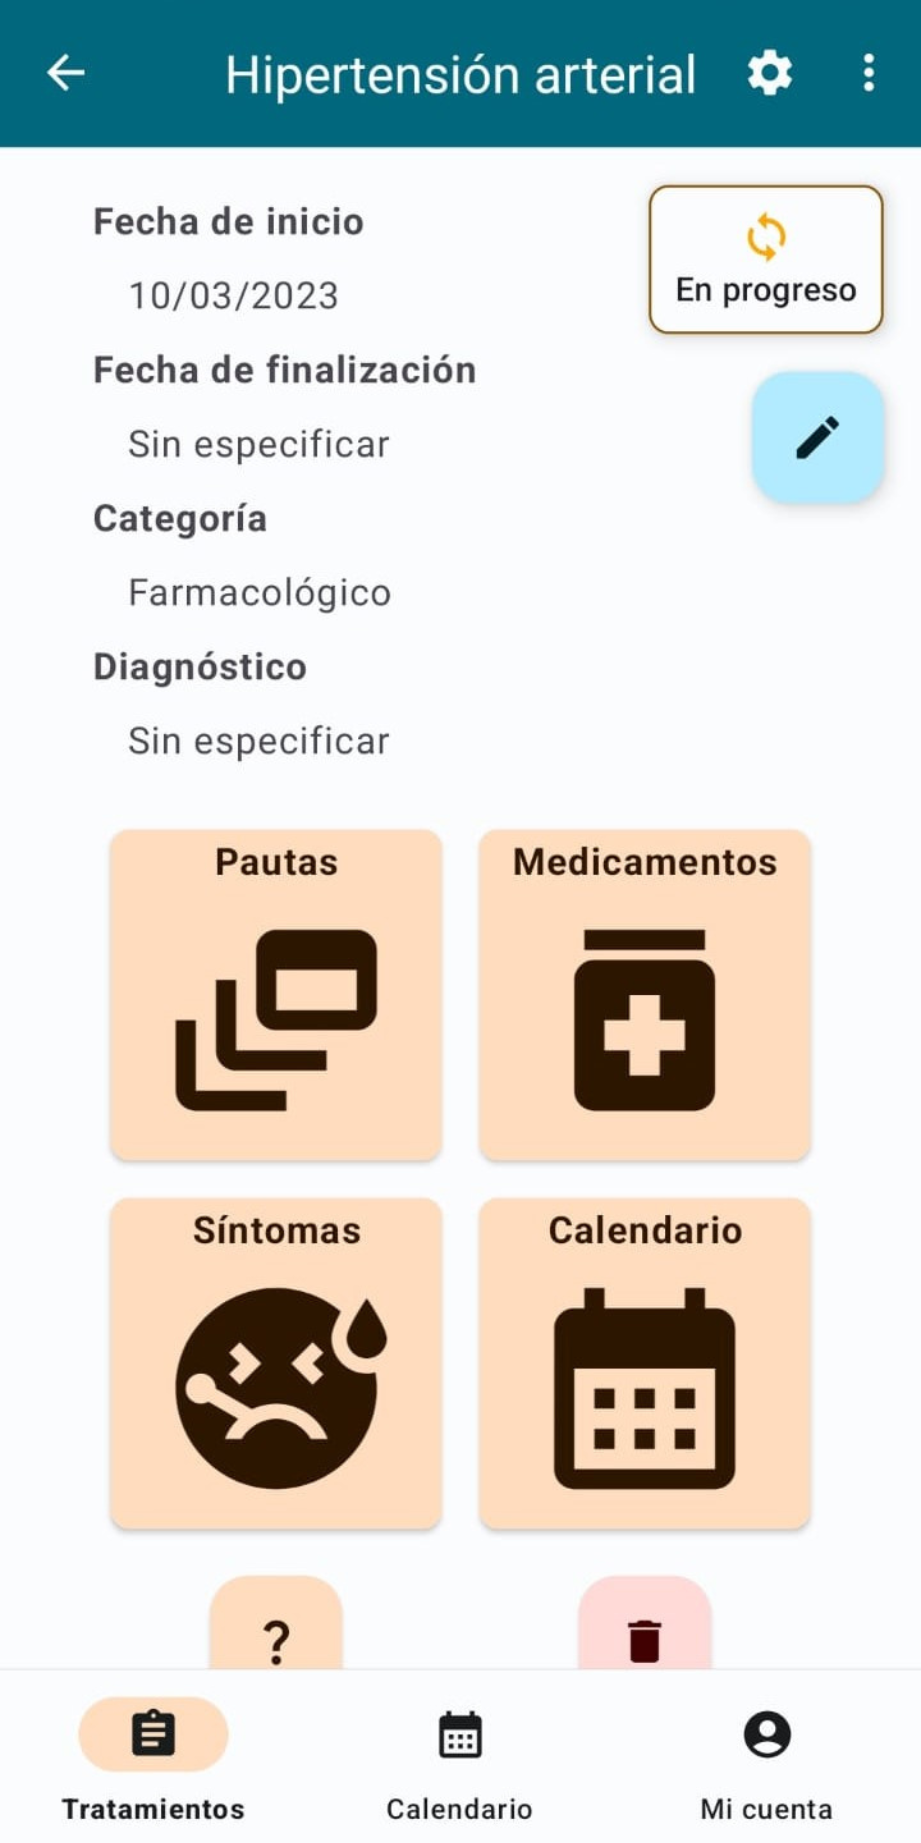 Hipertensión arterial
Fecha de inicio
10/03/2023
En progreso
Fecha de finalización
Sin especificar
Categoría
Farmacológico
Diagnóstico
Sin especificar
Pautas
Medicamentos
Síntomas
Calendario
?
Tratamientos
Calendario
Mi cuenta